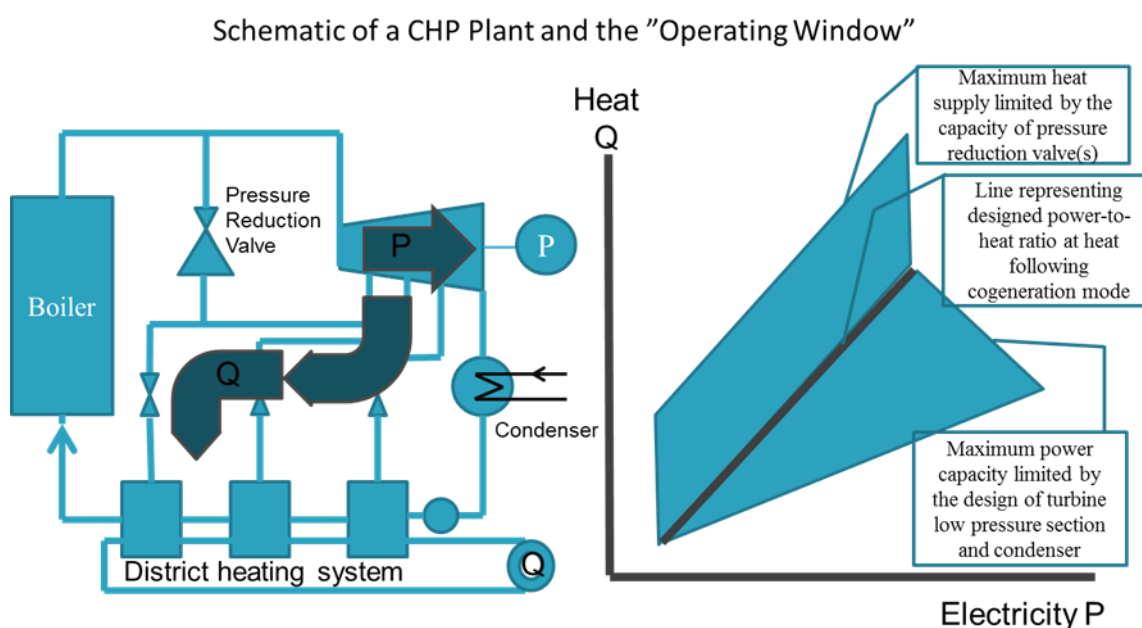 Schematic of a CHP Plant and the ”Operating Window”
Pressure
Reduction
Valve
Boiler
P
P
Q
Condenser
District heating system
Q
Heat
Q
Maximum heat
supply limited by the
capacity of pressure
reduction valve(s)
Line representing
designed power-to-
heat ratio at heat
following
cogeneration mode
Maximum power
capacity limited by
the design of turbine
low pressure section
and condenser
Electricity P